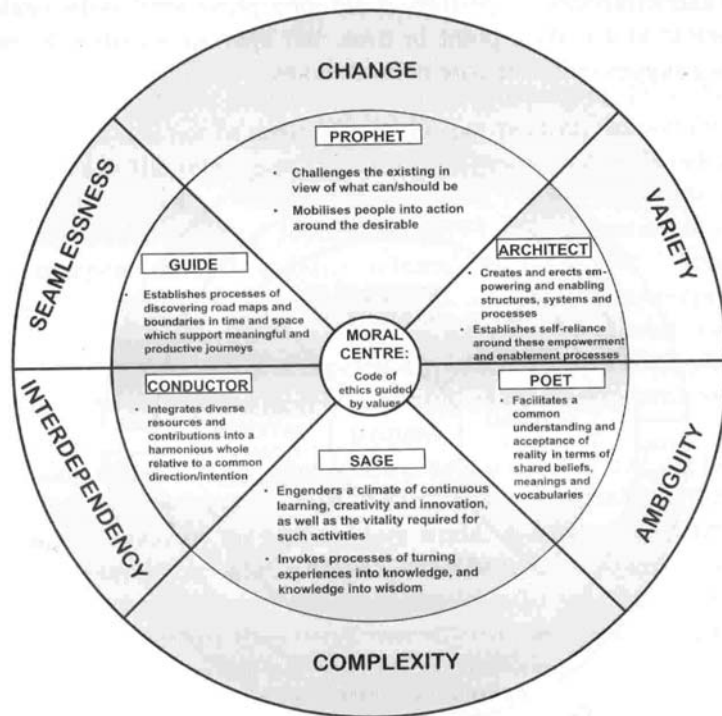 CHANGE
PROPHET
• Challenges the existing in
view of what can/should be
• Mobilises people into action
around the desirable
SEAMLESSNESS
VARIETY
GUIDE
• Establishes processes of
discovering road maps and
boundaries in time and space
which support meaningful and
productive journeys
ARCHITECT
• Creates and erects em-
powering and enabling
structures, systems and
processes
• Establishes self-reliance
around these empowerment
and enablement processes
MORAL
CENTRE:
Code of
ethics guided
by values
CONDUCTOR
• Integrates diverse
resources and
contributions into a
harmonious whole
relative to a common
direction/intention
POET
• Facilitates a
common
understanding and
acceptance of
reality in terms of
shared beliefs,
meanings and
vocabularies
INTERDEPENDENCY
AMBIGUITY
SAGE
• Engenders a climate of continuous
learning, creativity and innovation,
as well as the vitality required for
such activities
• Invokes processes of turning
experiences into knowledge, and
knowledge into wisdom
COMPLEXITY